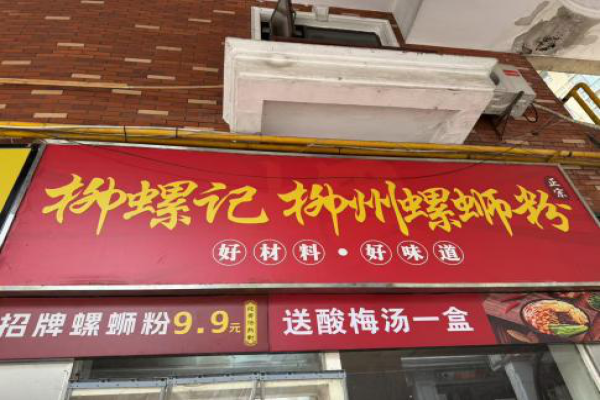 柳螺记 柳州螺蛳粉 正宗
好材料·好味道
招牌螺蛳粉9.9元
送酸梅汤一盒